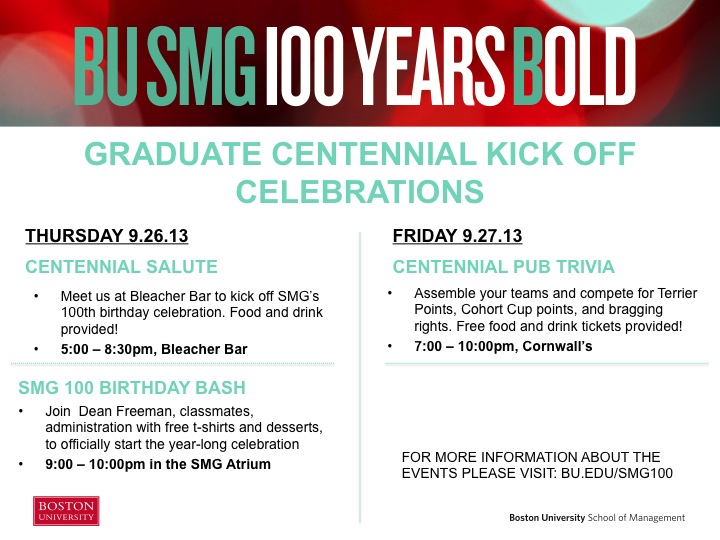 BU SMG 100 YEARS BOLD
GRADUATE CENTENNIAL KICK OFF
CELEBRATIONS
THURSDAY 9.26.13
CENTENNIAL SALUTE
• Meet us at Bleacher Bar to kick off SMG's
100th birthday celebration. Food and drink
provided!
• 5:00 – 8:30pm, Bleacher Bar
SMG 100 BIRTHDAY BASH
• Join  Dean Freeman, classmates,
administration with free t-shirts and desserts,
to officially start the year-long celebration
• 9:00 – 10:00pm in the SMG Atrium
BOSTON
UNIVERSITY
FRIDAY 9.27.13
CENTENNIAL PUB TRIVIA
• Assemble your teams and compete for Terrier
Points, Cohort Cup points, and bragging
rights. Free food and drink tickets provided!
• 7:00 – 10:00pm, Cornwall's
FOR MORE INFORMATION ABOUT THE
EVENTS PLEASE VISIT: BU.EDU/SMG100
Boston University School of Management